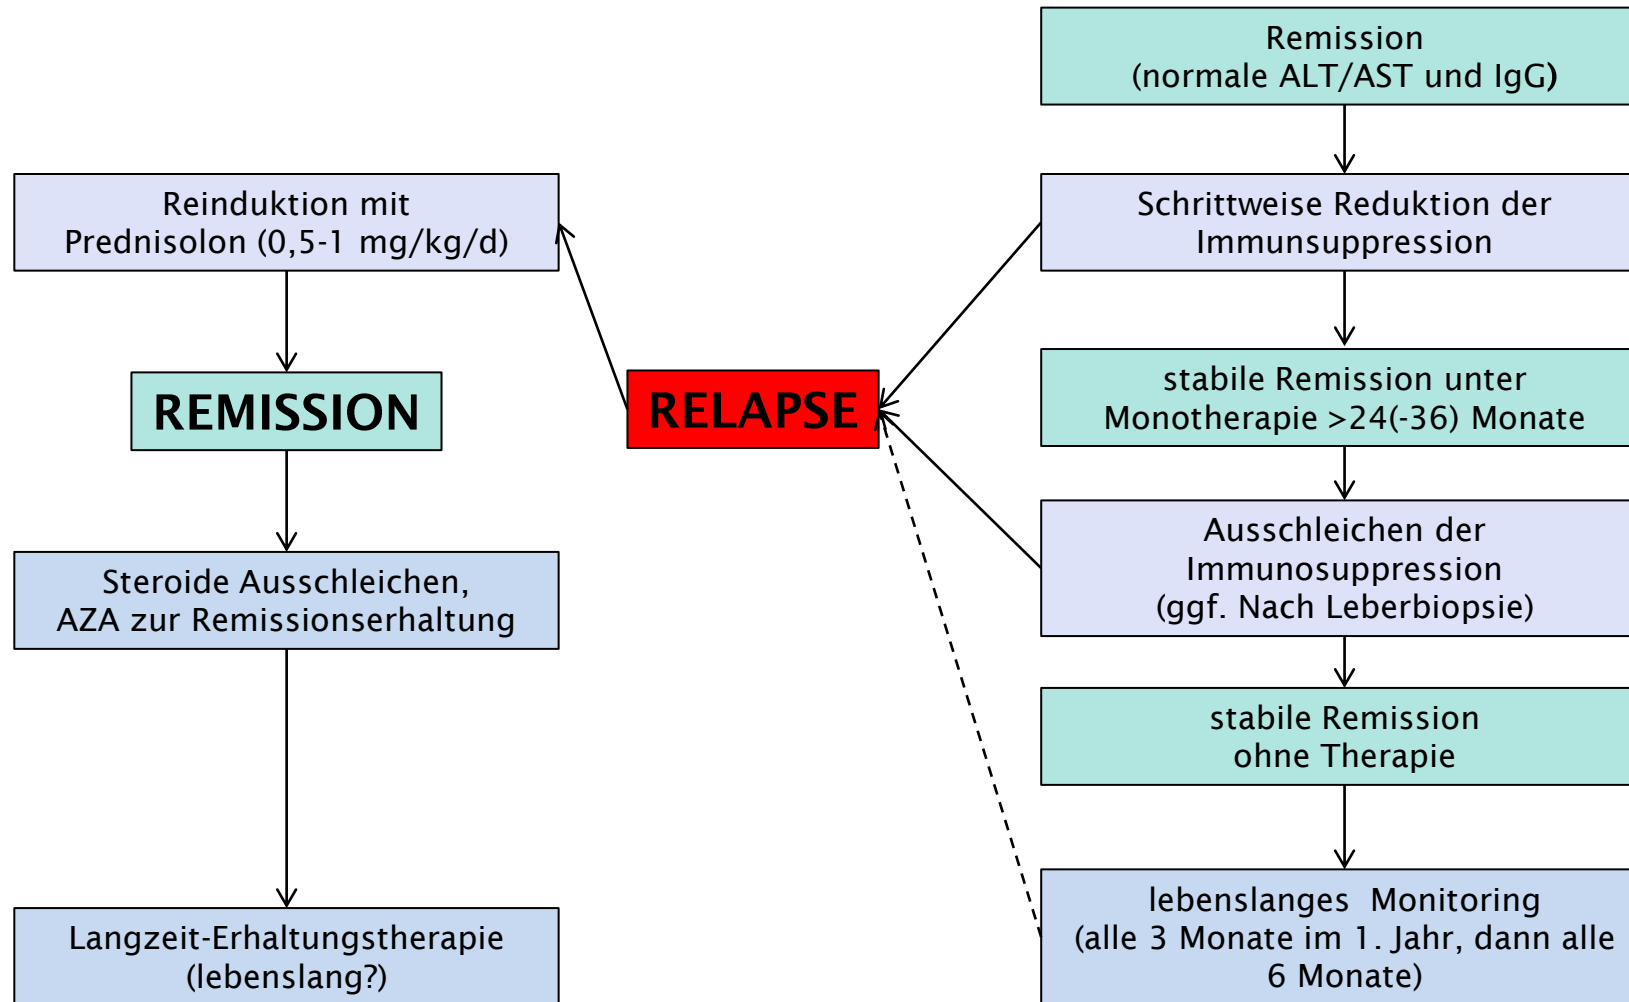 Remission
(normale ALT/AST und IgG)
Reinduktion mit
Prednisolon (0,5-1 mg/kg/d)
Schrittweise Reduktion der
Immunsuppression
REMISSION
RELAPSE
stabile Remission unter
Monotherapie >24(-36) Monate
Ausschleichen der
Immunosuppression
(ggf. Nach Leberbiopsie)
Steroide Ausschleichen,
AZA zur Remissionserhaltung
stabile Remission
ohne Therapie
Langzeit-Erhaltungstherapie
(lebenslang?)
lebenslanges Monitoring
(alle 3 Monate im 1. Jahr, dann alle
6 Monate)